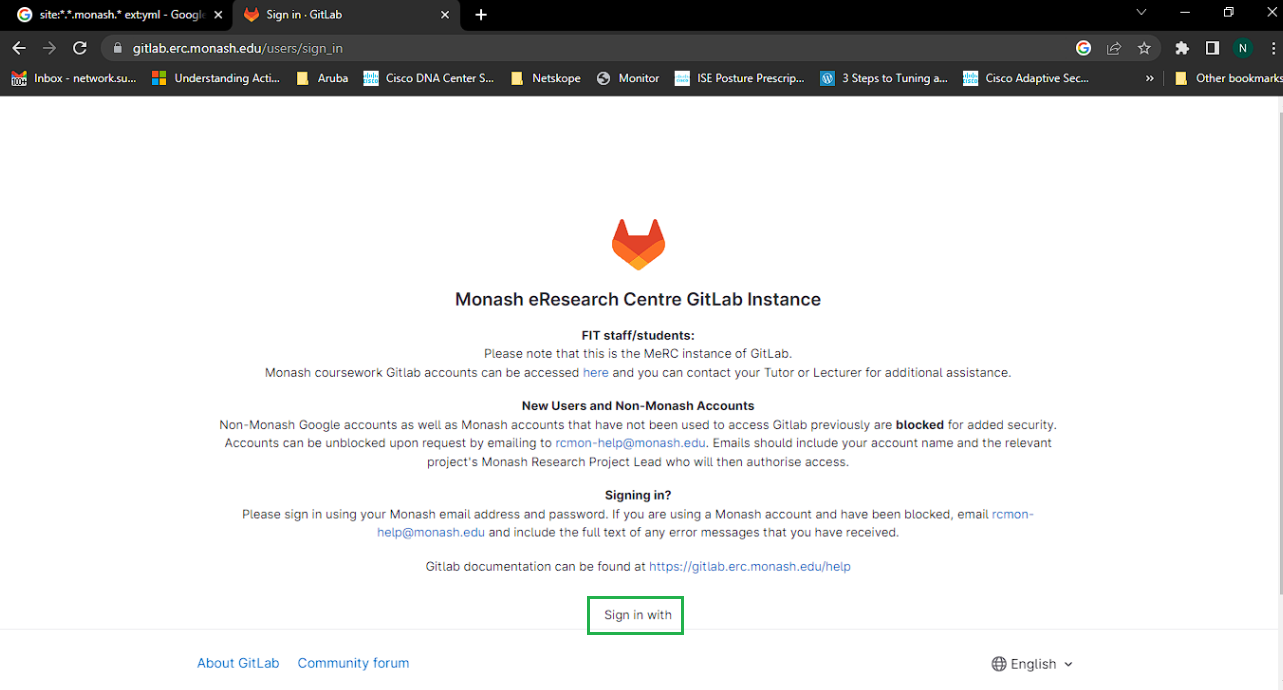 site:*.*.monash.* ext:yml - Google
Sign in · GitLab
gitlab.erc.monash.edu/users/sign_in
N
Inbox - network.su...
Understanding Acti...
Aruba
Cisco DNA Center S...
Netskope
Monitor
ISE Posture Prescrip...
3 Steps to Tuning a...
Cisco Adaptive Sec...
»
Other bookmarks
Monash eResearch Centre GitLab Instance
FIT staff/students:
Please note that this is the MeRC instance of GitLab.
Monash coursework Gitlab accounts can be accessed here and you can contact your Tutor or Lecturer for additional assistance.
New Users and Non-Monash Accounts
Non-Monash Google accounts as well as Monash accounts that have not been used to access Gitlab previously are blocked for added security.
Accounts can be unblocked upon request by emailing to rcmon-help@monash.edu. Emails should include your account name and the relevant
project's Monash Research Project Lead who will then authorise access.
Signing in?
Please sign in using your Monash email address and password. If you are using a Monash account and have been blocked, email rcmon-
help@monash.edu and include the full text of any error messages that you have received.
Gitlab documentation can be found at https://gitlab.erc.monash.edu/help
Sign in with
About GitLab
Community forum
English